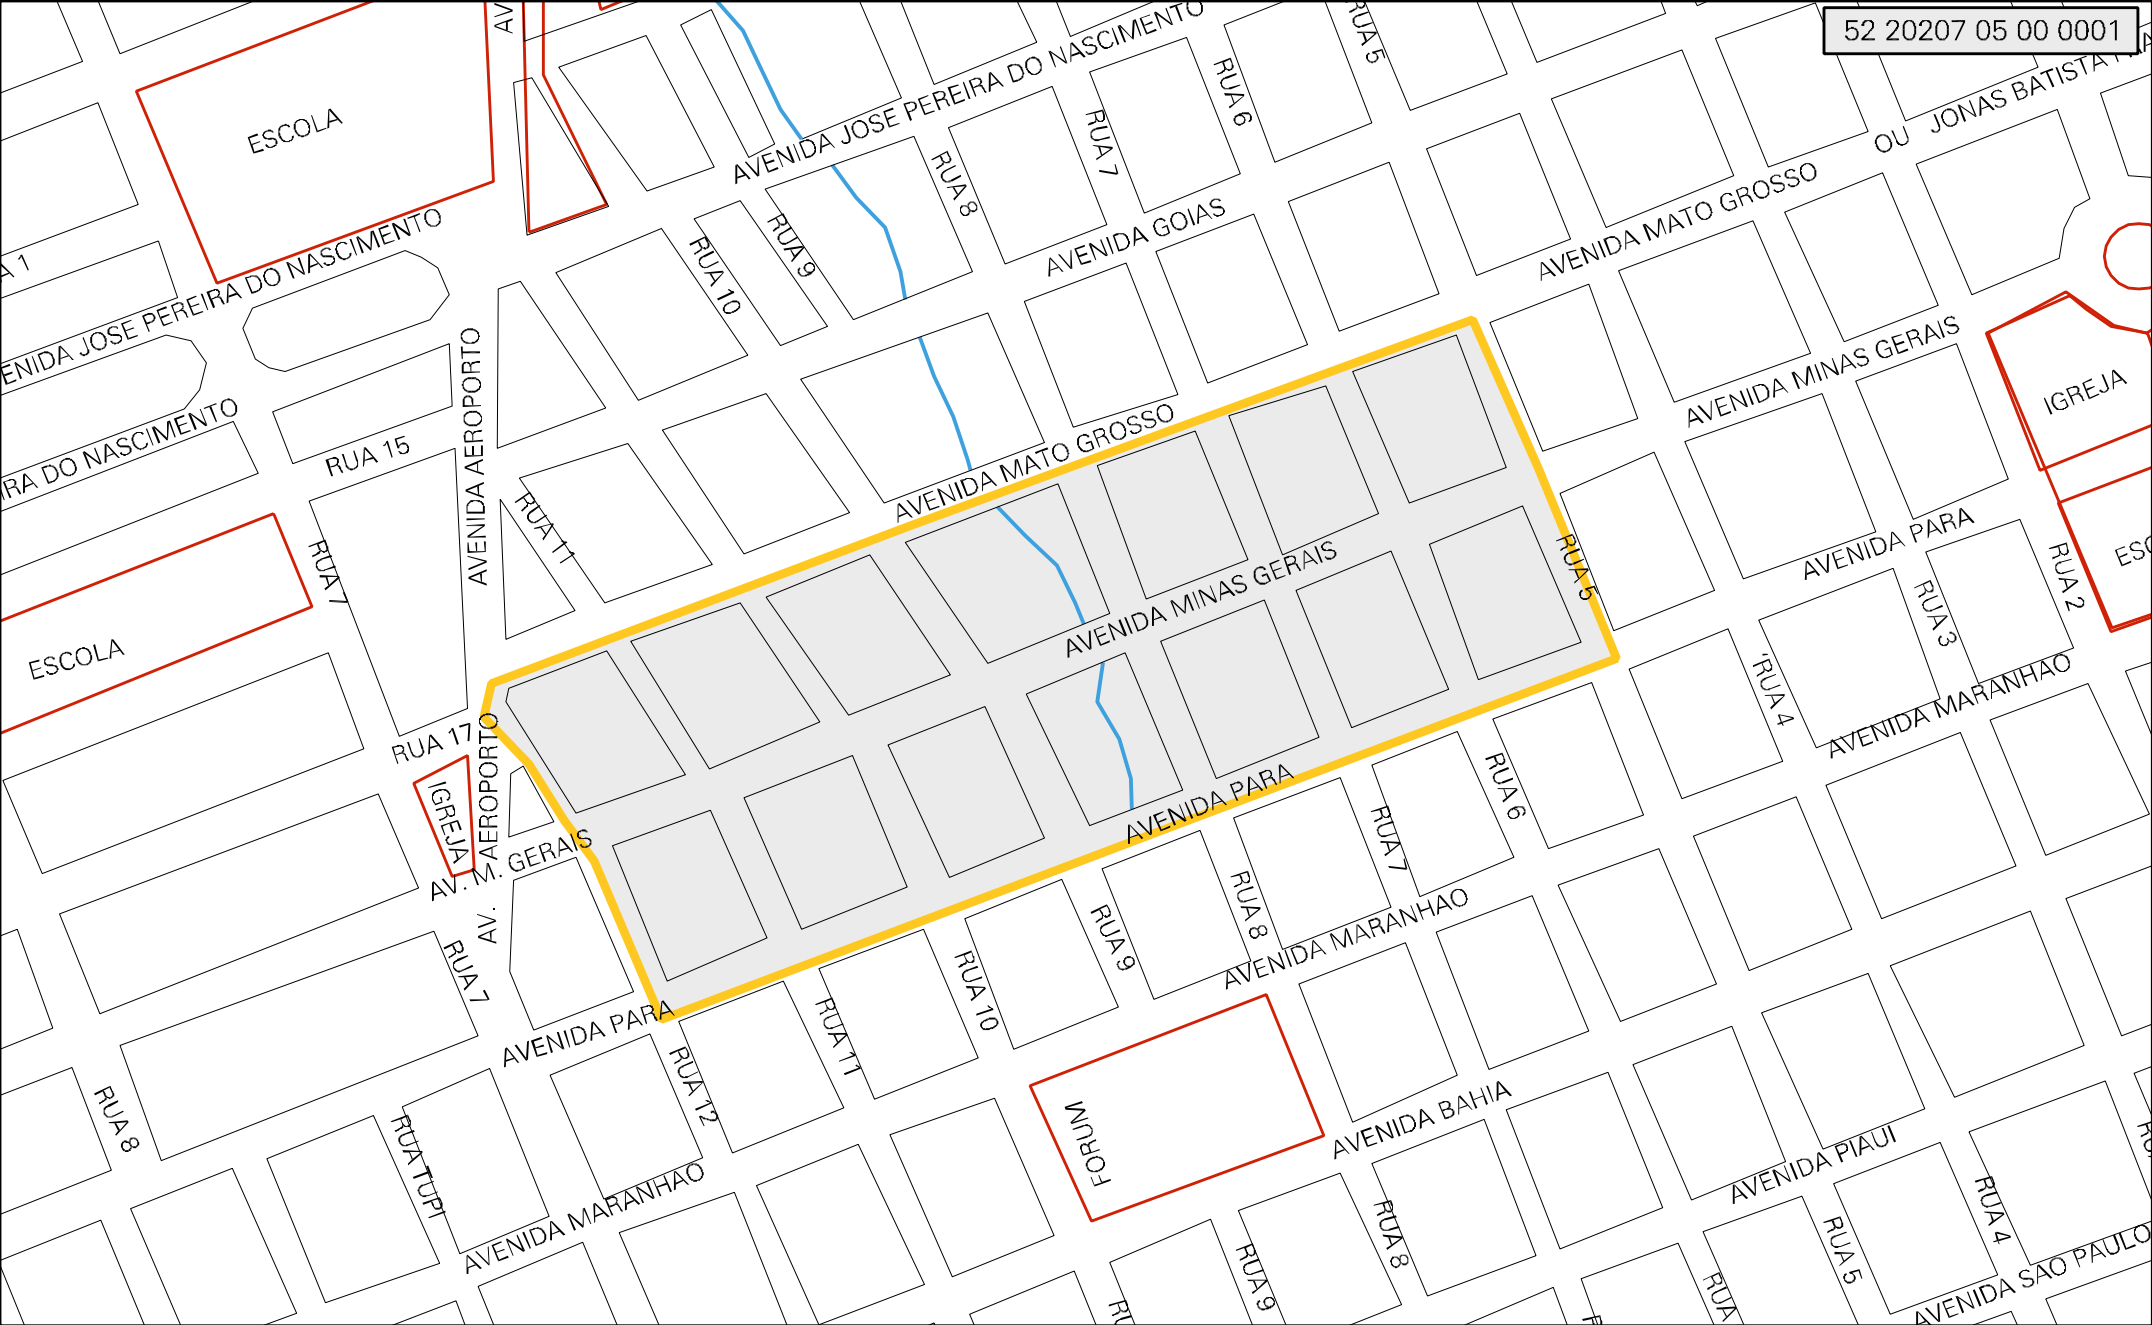 52 20207 05 00 0001
AV
RUA 5
AVENIDA JOSE PEREIRA DO NASCIMENTO
RUA 6
OU JONAS BATISTA
ESCOLA
RUA 7
RUA 8
AVENIDA MATO GROSSO
AVENIDA GOIAS
RUA 9
RUA 10
A 1
JOSE PEREIRA DO NASCIMENTO
ENIDA
AVENIDA MINAS GERAIS
IGREJA
AVENIDA AEROPORTO
IRA DO NASCIMENTO
RUA 15
AVENIDA MATO GROSSO
RUA 11
AVENIDA PARA
ESC
RUA 7
RUA 5
RUA 2
AVENIDA MINAS GERAIS
RUA 3
ESCOLA
'RUA 4
AVENIDA MARANHAO
RUA 17
AEROPORTO
IGREJA
AV. M. GERAIS
AVENIDA PARA
RUA 6
RUA 7
RUA 8
AV.
RUA 9
AVENIDA MARANHAO
RUA 7
RUA 10
RUA 11
AVENIDA PARA
RUA 12
RUA 8
RUA TUPI
FORUM
AVENIDA BAHIA
AVENIDA PIAUI
AVENIDA MARANHAO
RUA 4
RUA 8
RUA 5
RUA 9
AVENIDA SAO PAULO
RUA